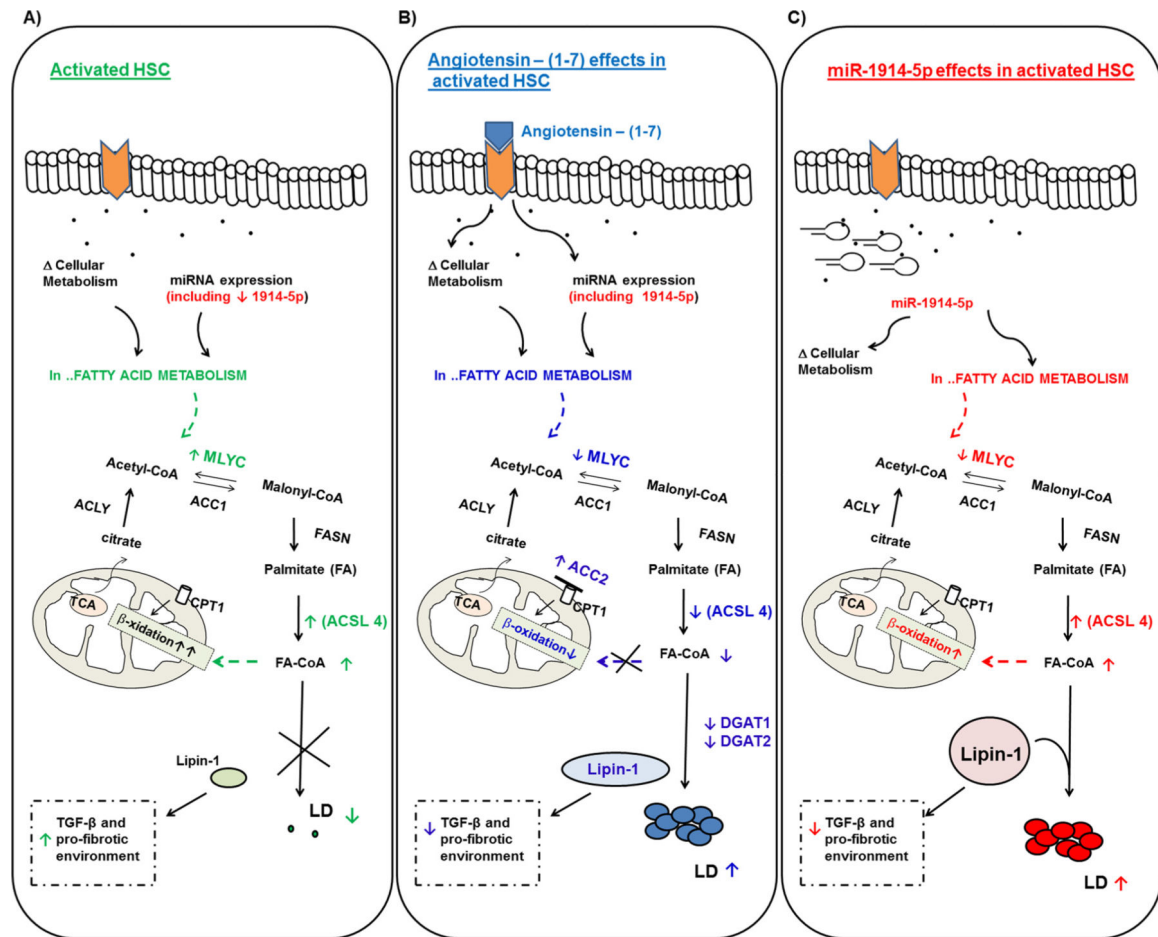 A)
Activated HSC
Δ Cellular
Metabolism
miRNA expression
(including ↓ 1914-5p)
In ..FATTY ACID METABOLISM
↑ MLYC
Acetyl-CoA
Malonyl-CoA
ACC1
ACLY
FASN
citrate
Palmitate (FA)
TCA
CPT1
β-xidation↑↑
↑ (ACSL 4)
FA-CoA ↑
Lipin-1
LD ↓
↑ TGF-β and
pro-fibrotic
environment
B)
Angiotensin – (1-7) effects in
activated HSC
Angiotensin – (1-7)
Δ Cellular
Metabolism
miRNA expression
(including 1914-5p)
In ..FATTY ACID METABOLISM
↓ MLYC
Acetyl-CoA
Malonyl-CoA
ACC1
ACLY
FASN
citrate
↑ ACC2
Palmitate (FA)
TCA
CPT1
β-oxidation↓
↓ (ACSL 4)
FA-CoA ↓
↓ DGAT1
↓ DGAT2
Lipin-1
↓ TGF-β and
pro-fibrotic
environment
LD ↑
C)
miR-1914-5p effects in activated HSC
miR-1914-5p
Δ Cellular
Metabolism
In ..FATTY ACID METABOLISM
↓ MLYC
Acetyl-CoA
Malonyl-CoA
ACC1
ACLY
FASN
citrate
Palmitate (FA)
TCA
CPT1
β-oxidation↑
↑ (ACSL 4)
FA-CoA ↑
Lipin-1
↓ TGF-β and
pro-fibrotic
environment
LD ↑